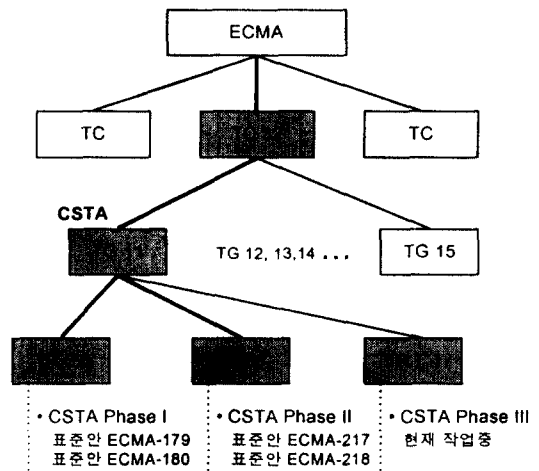 ECMA
TC
TC
CSTA
TG 12, 13,14 ...
TG 15
• CSTA Phase I
표준안 ECMA-179
표준안 ECMA-180
• CSTA Phase II
표준안 ECMA-217
표준안 ECMA-218
• CSTA Phase III
현재 작업중